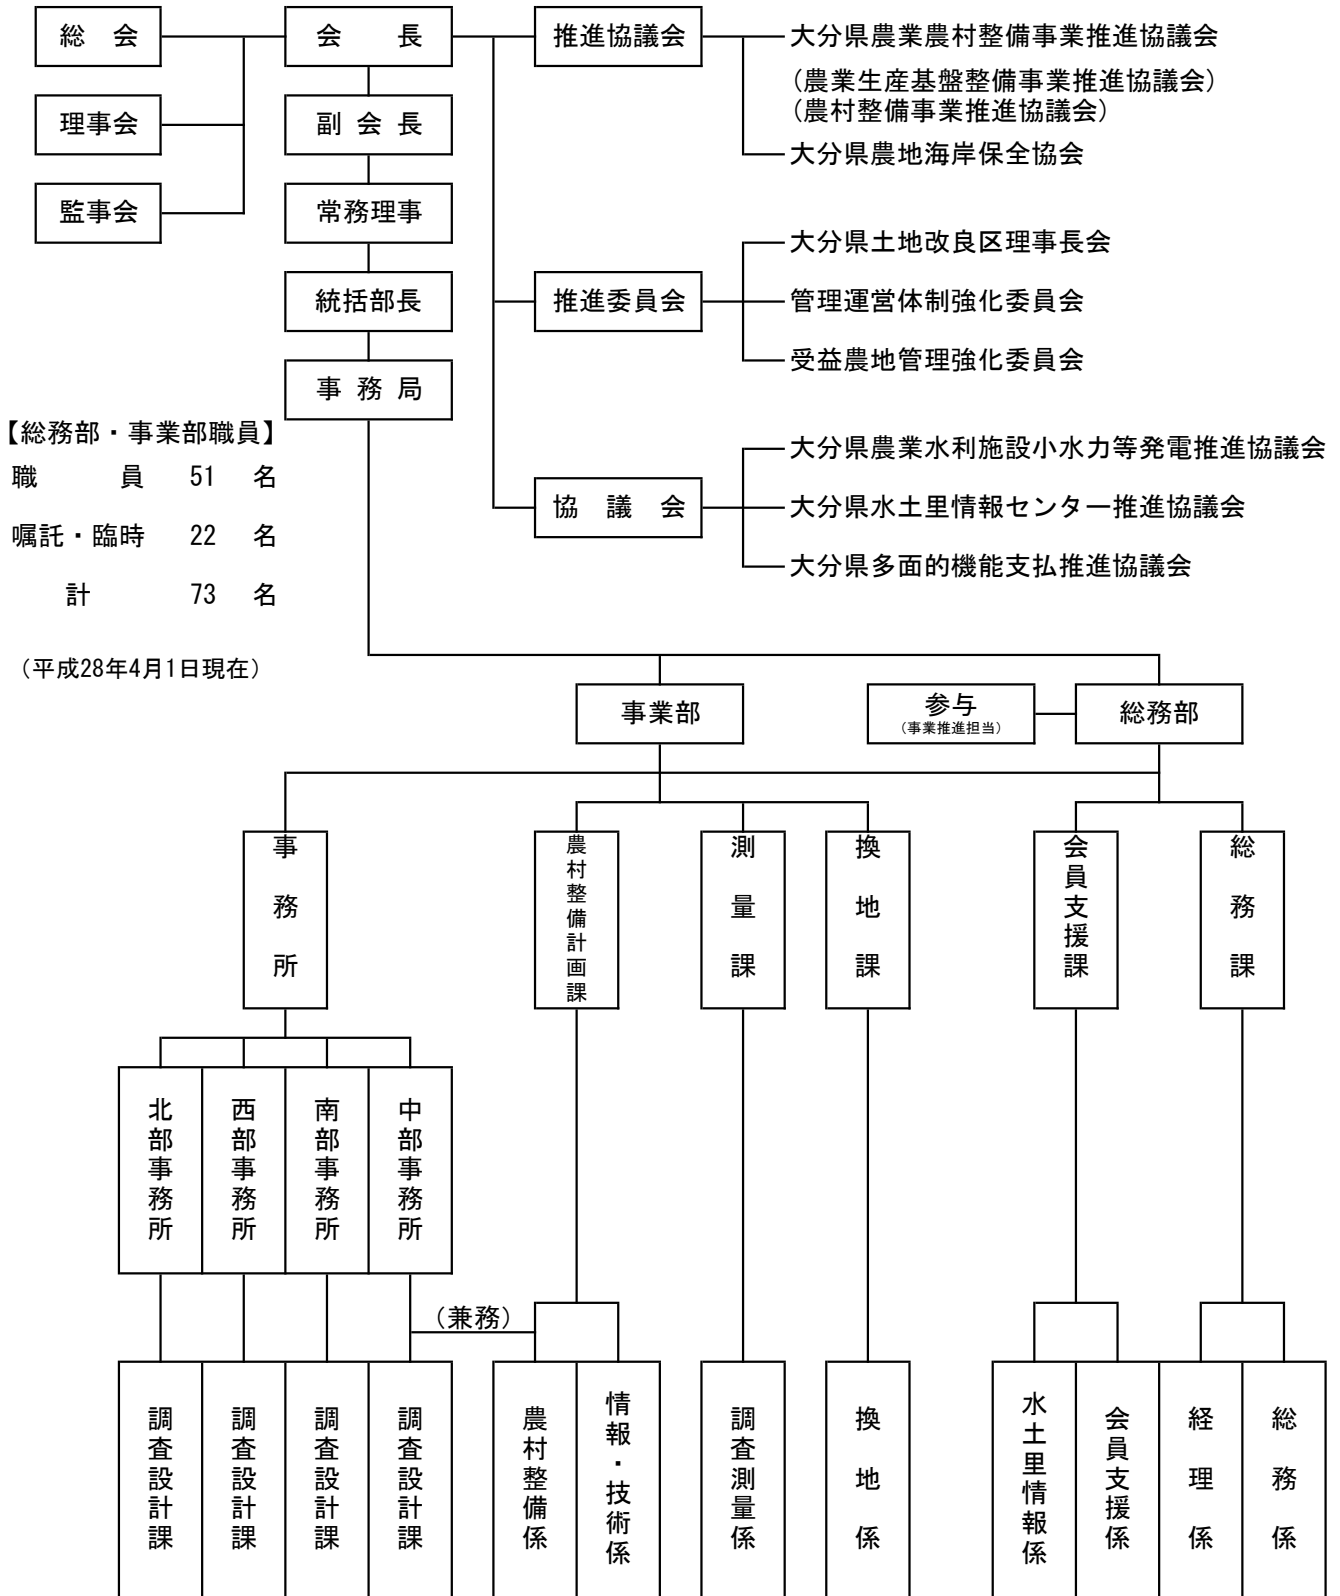 総　会
会　　長
推進協議会
大分県農業農村整備事業推進協議会
（農業生産基盤整備事業推進協議会）
（農村整備事業推進協議会）
大分県農地海岸保全協会
理事会
副 会 長
監事会
常務理事
統括部長
事 務 局
推進委員会
大分県土地改良区理事長会
管理運営体制強化委員会
受益農地管理強化委員会
協　議　会
大分県農業水利施設小水力等発電推進協議会
大分県水土里情報センター推進協議会
大分県多面的機能支払推進協議会
【総務部・事業部職員】
職　　　員　51　名
嘱託・臨時　22　名
計　73　名
（平成28年4月1日現在）
事業部
参与
（事業推進担当）
総務部
事務所
農村整備計画課
測量課
換地課
会員支援課
総務課
北部事務所
西部事務所
南部事務所
中部事務所
（兼務）
調査設計課
調査設計課
調査設計課
調査設計課
農村整備係
情報・技術係
調査測量係
換地係
水土里情報係
会員支援係
経理係
総務係